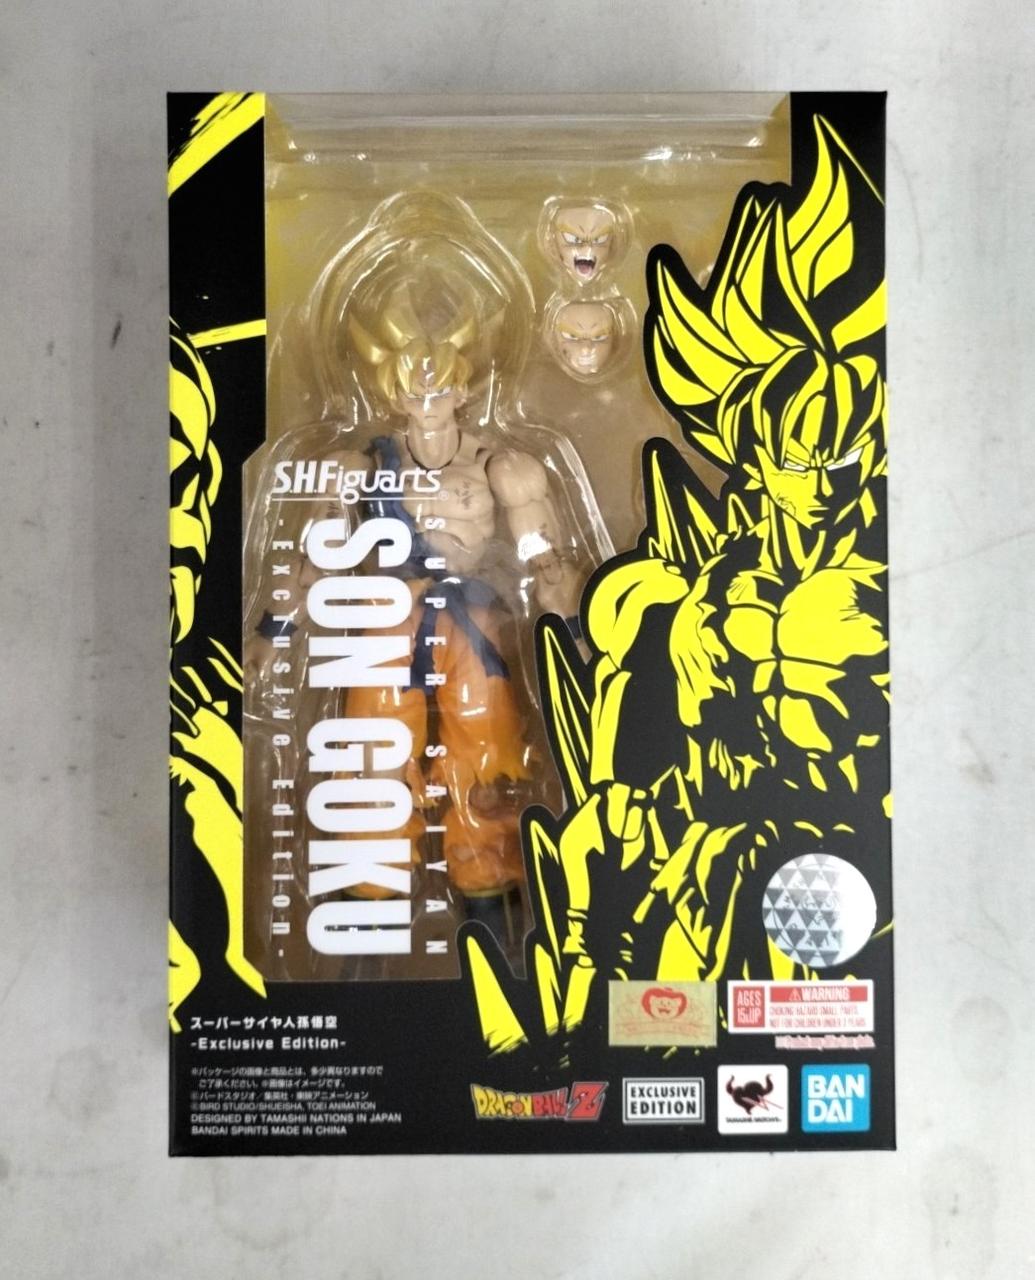 S.H.Figuarts®
SUPER SAIYAN
SON GOKU
-Exclusive Edition-
スーパーサイヤ人孫悟空
-Exclusive Edition-
※パッケージの画像と商品とは、多少異なりますので
ご了承ください。※画像はイメージです。
©バードスタジオ/集英社・東映アニメーション
©BIRD STUDIO/SHUEISHA, TOEI ANIMATION
DESIGNED BY TAMASHII NATIONS IN JAPAN
BANDAI SPIRITS MADE IN CHINA
DRAGON BALL Z
EXCLUSIVE
EDITION
AGES
15&UP
WARNING
CHOKING HAZARD-SMALL PARTS.
NOT FOR CHILDREN UNDER 3 YEARS.
TAMASHII NATIONS
BAN
DAI